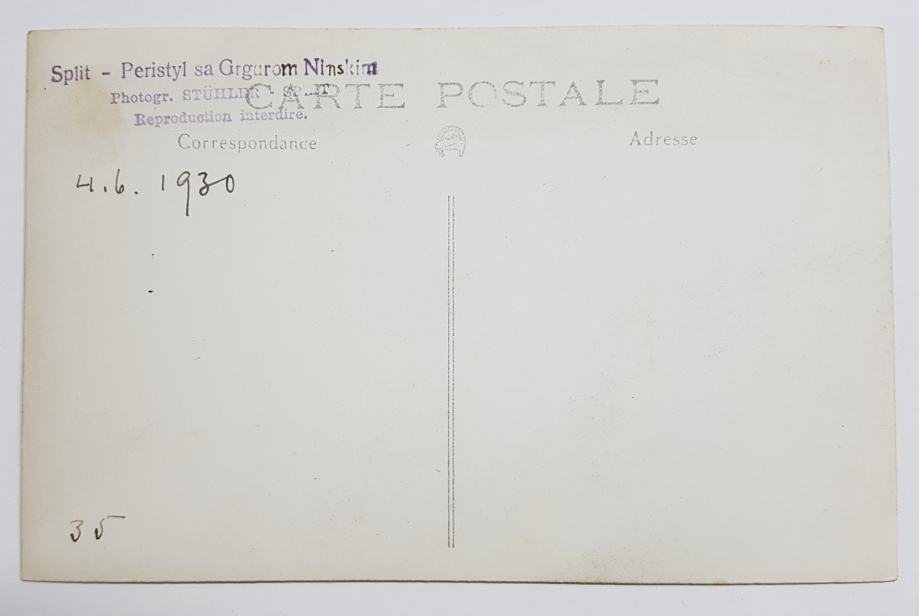 Split - Peristyl sa Grgurom Ninskim
Photogr. STÜHLER -
CARTE POSTALE
Reproduction interdire.
Correspondance
Adresse
4.6. 1930
35